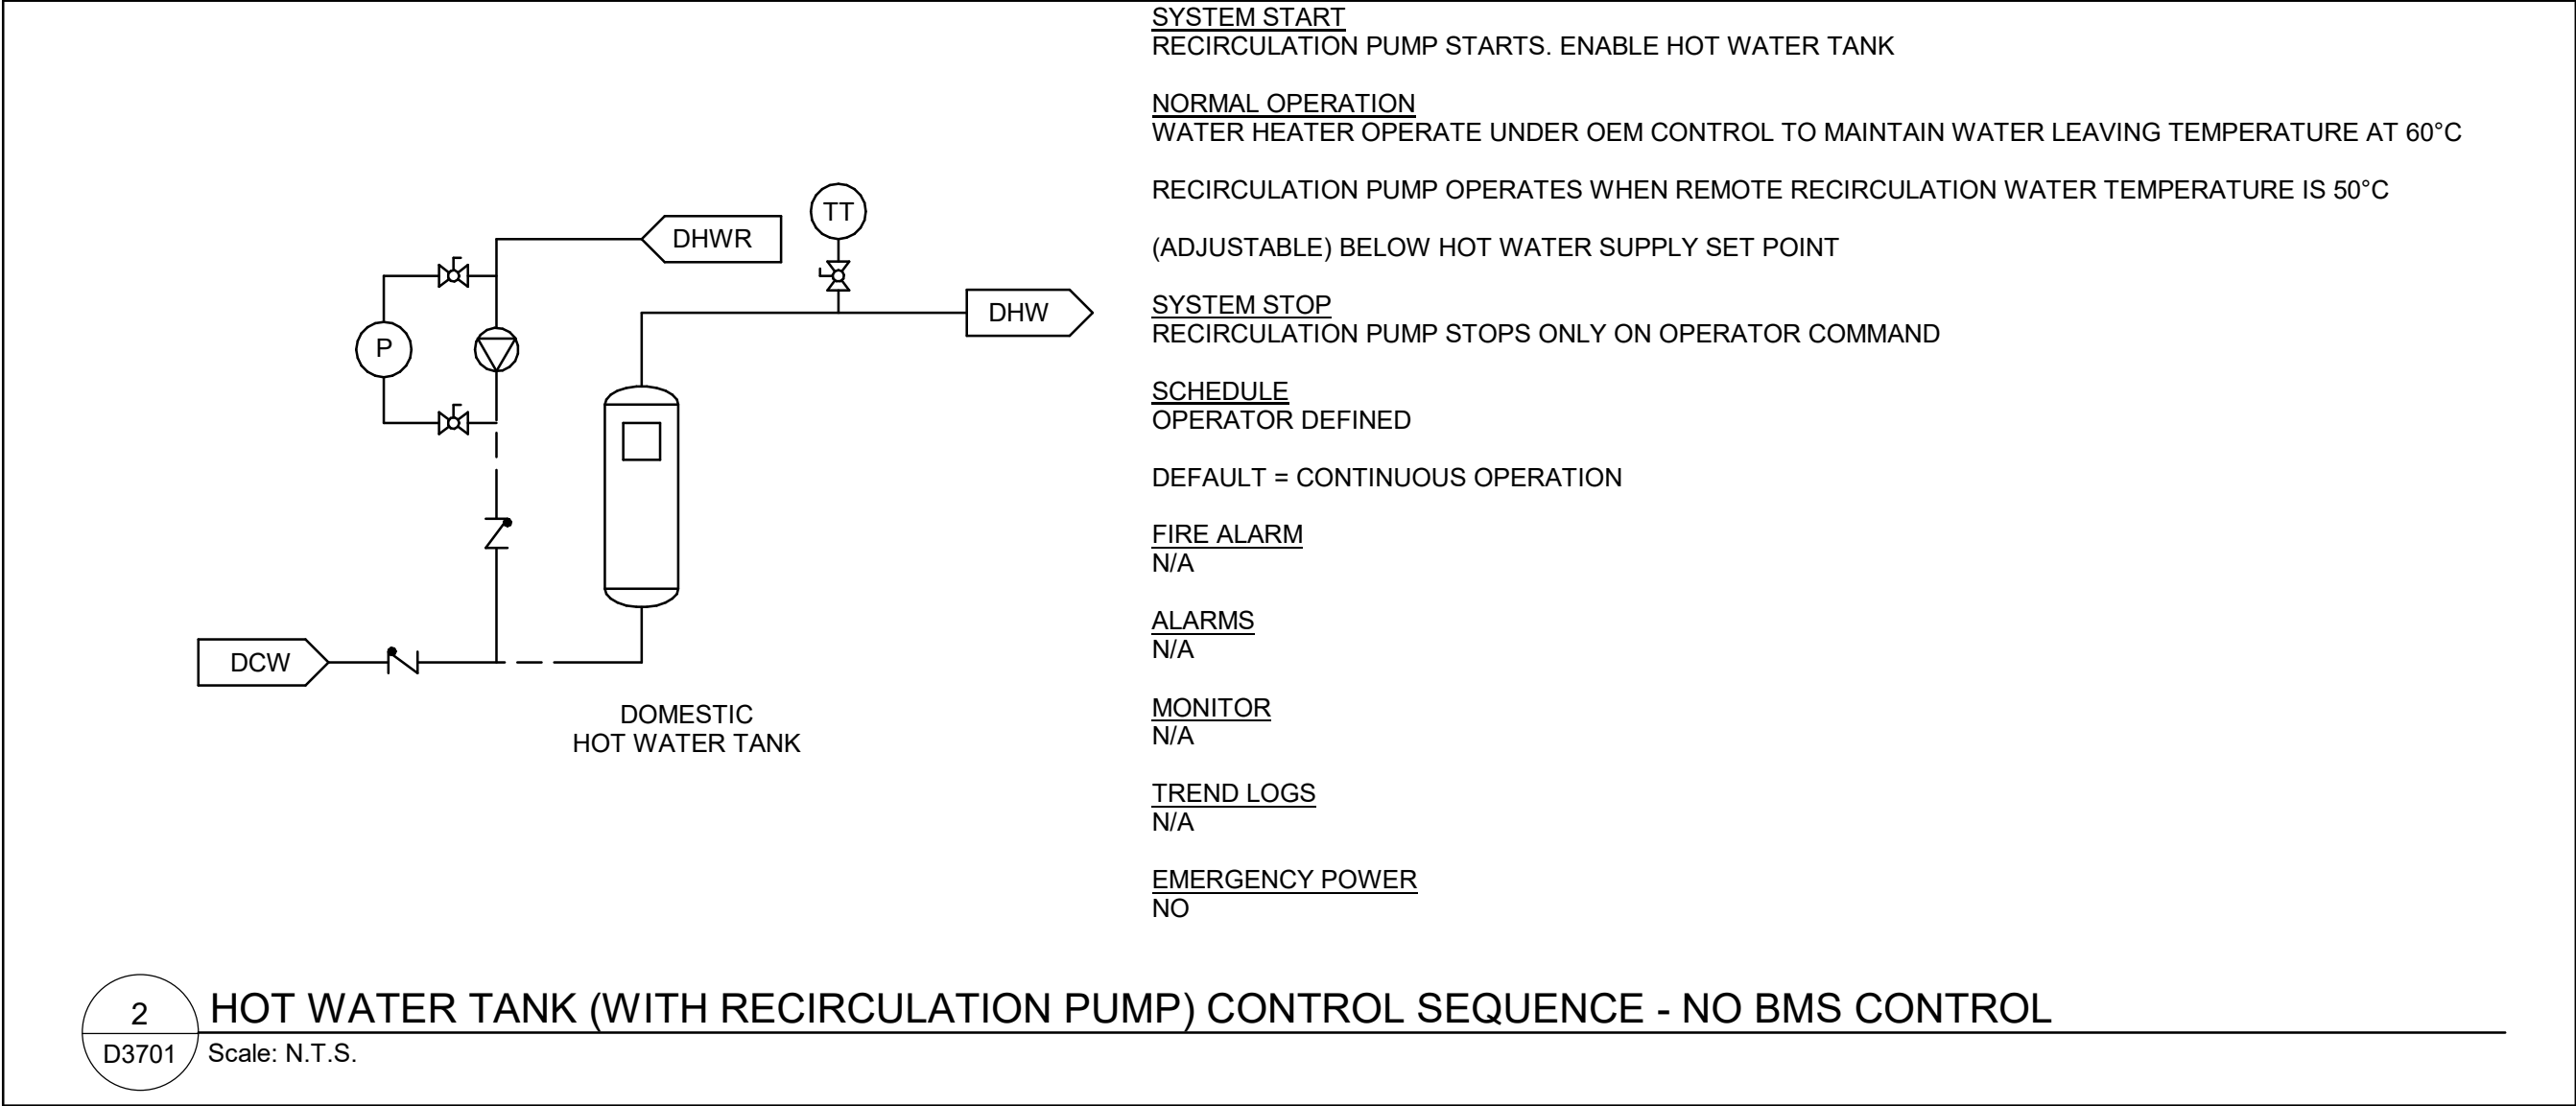 SYSTEM START
RECIRCULATION PUMP STARTS. ENABLE HOT WATER TANK
NORMAL OPERATION
WATER HEATER OPERATE UNDER OEM CONTROL TO MAINTAIN WATER LEAVING TEMPERATURE AT 60°C
RECIRCULATION PUMP OPERATES WHEN REMOTE RECIRCULATION WATER TEMPERATURE IS 50°C
(ADJUSTABLE) BELOW HOT WATER SUPPLY SET POINT
SYSTEM STOP
RECIRCULATION PUMP STOPS ONLY ON OPERATOR COMMAND
SCHEDULE
OPERATOR DEFINED
DEFAULT = CONTINUOUS OPERATION
FIRE ALARM
N/A
ALARMS
N/A
MONITOR
N/A
TREND LOGS
N/A
EMERGENCY POWER
NO
TT
DHWR
DHW
P
DCW
DOMESTIC
HOT WATER TANK
2
D3701
HOT WATER TANK (WITH RECIRCULATION PUMP) CONTROL SEQUENCE - NO BMS CONTROL
Scale: N.T.S.